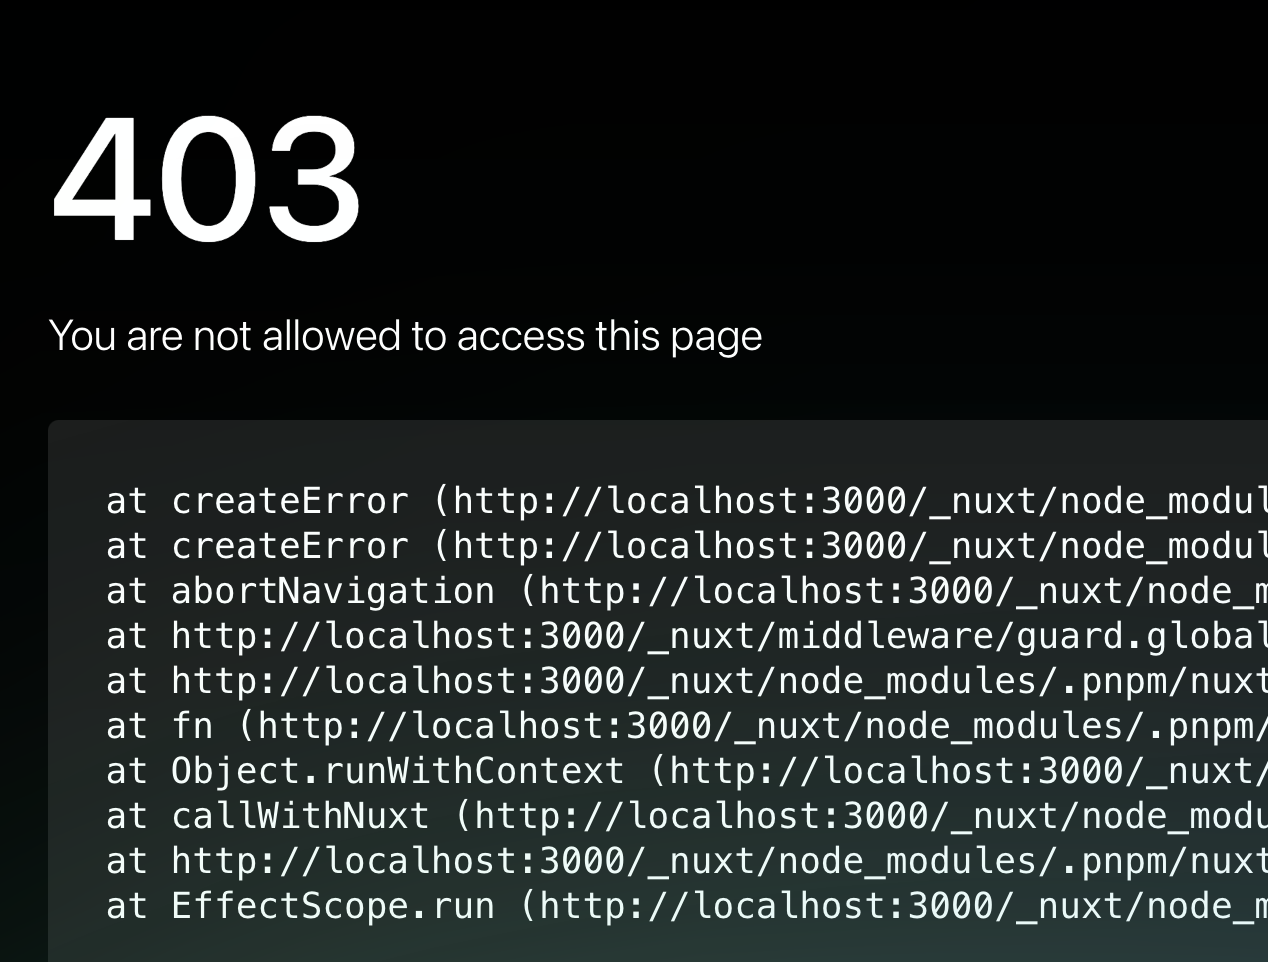 403
You are not allowed to access this page
at createError (http://localhost:3000/_nuxt/node_modul
at createError (http://localhost:3000/_nuxt/node_modul
at abortNavigation (http://localhost:3000/_nuxt/node_m
at http://localhost:3000/_nuxt/middleware/guard.global
at http://localhost:3000/_nuxt/node_modules/.pnpm/nuxt
at fn (http://localhost:3000/_nuxt/node_modules/.pnpm/
at Object.runWithContext (http://localhost:3000/_nuxt/
at callWithNuxt (http://localhost:3000/_nuxt/node_modu
at http://localhost:3000/_nuxt/node_modules/.pnpm/nuxt
at EffectScope.run (http://localhost:3000/_nuxt/node_m